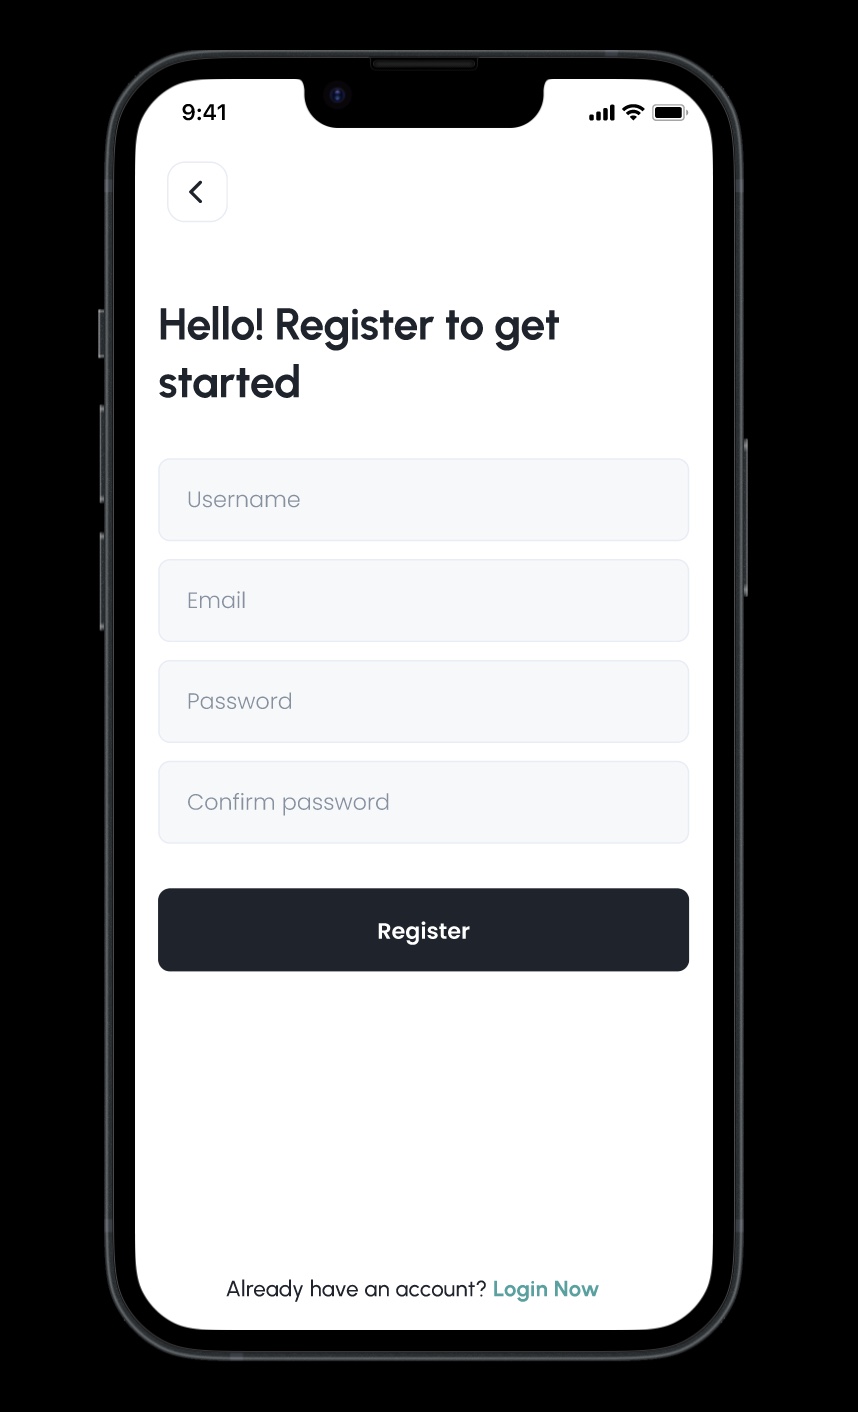 9:41
Hello! Register to get
started
Username
Email
Password
Confirm password
Register
Already have an account? Login Now